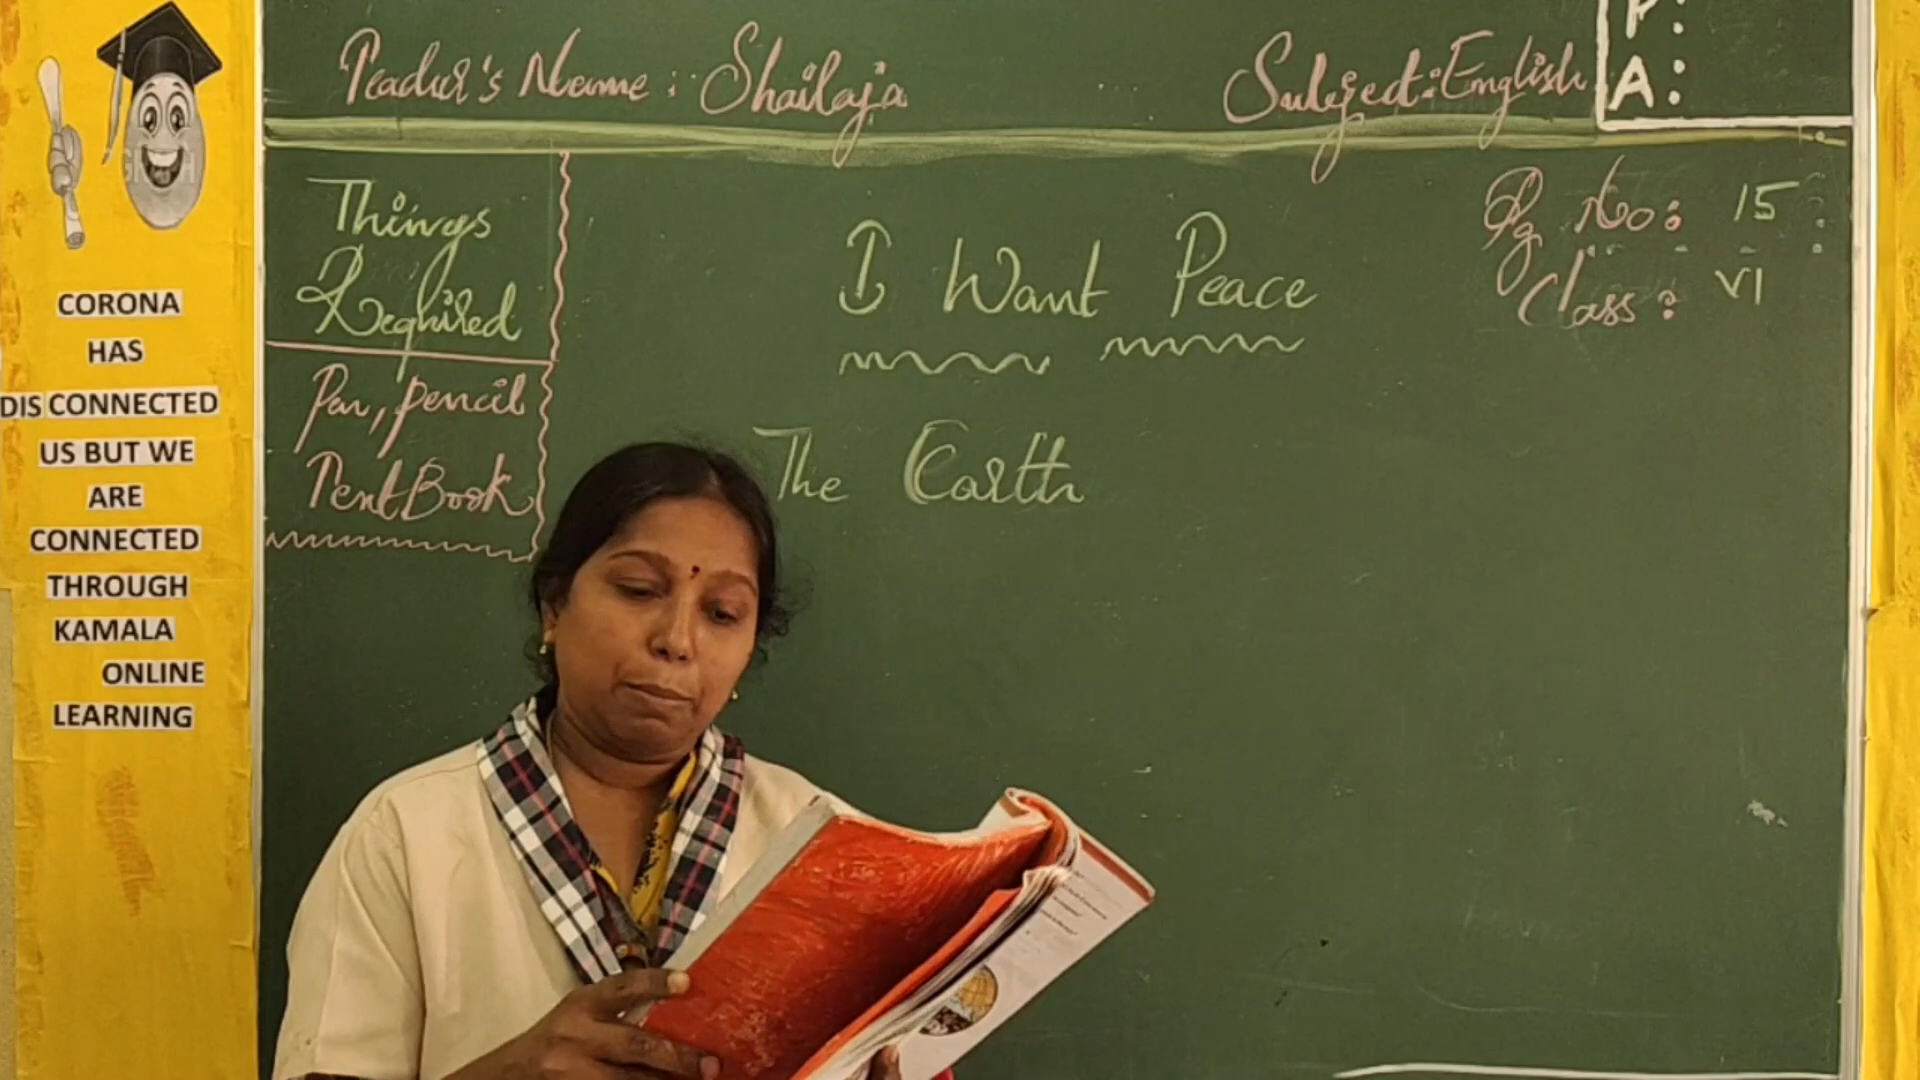 CORONA
HAS
DIS CONNECTED
US BUT WE
ARE
CONNECTED
THROUGH
KAMALA
ONLINE
LEARNING
Teacher's Name : Shailaja
Subject : English
P :
A :
Things
Required
Pen, pencil
Text Book
I Want Peace
The Earth
Pg No : 15
Class : VI